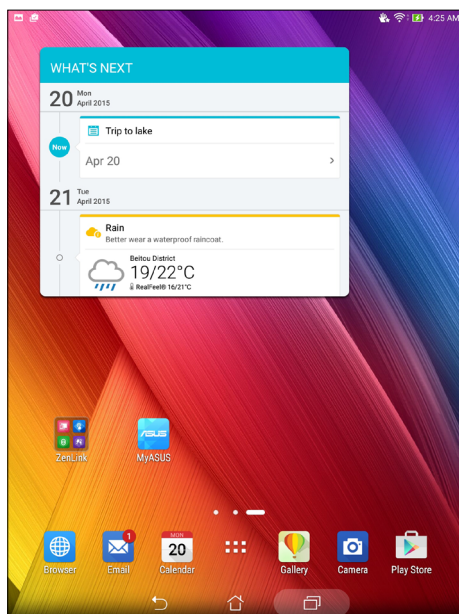 4:25 AM
WHAT'S NEXT
20 Mon
April 2015
Trip to lake
Now
Apr 20
21 Tue
April 2015
Rain
Better wear a waterproof raincoat.
Beitou District
19/22°C
RealFeel® 16/21°C
ZenLink
/SUS
MyASUS
1
MON
20
Browser
Email
Calendar
Gallery
Camera
Play Store